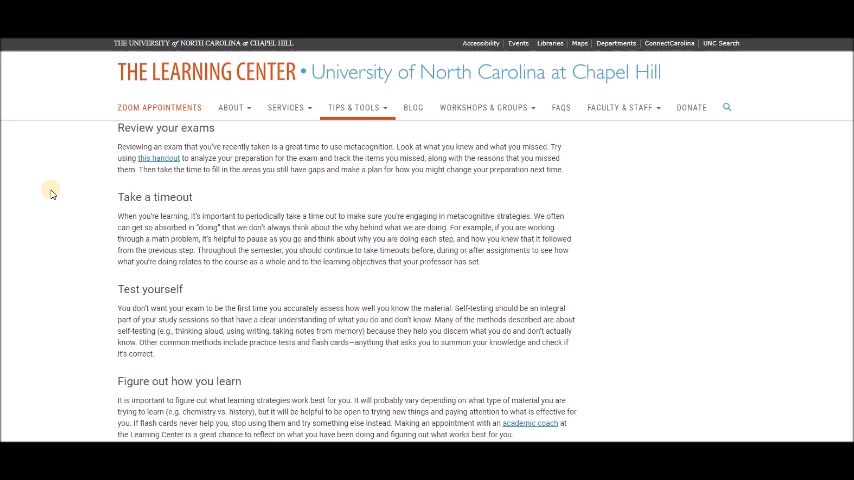 THE UNIVERSITY of NORTH CAROLINA at CHAPEL HILL
Accessibility Events Libraries Maps Departments ConnectCarolina UNC Search
THE LEARNING CENTER • University of North Carolina at Chapel Hill
ZOOM APPOINTMENTS ABOUT SERVICES TIPS & TOOLS BLOG WORKSHOPS & GROUPS FAQS FACULTY & STAFF DONATE
Review your exams
Reviewing an exam that you've recently taken is a great time to use metacognition. Look at what you knew and what you missed. Try
using this handout to analyze your preparation for the exam and track the items you missed, along with the reasons that you missed
them. Then take the time to fill in the areas you still have gaps and make a plan for how you might change your preparation next time.
Take a timeout
When you're learning, it's important to periodically take a time out to make sure you're engaging in metacognitive strategies. We often
can get so absorbed in "doing" that we don't always think about the why behind what we are doing. For example, if you are working
through a math problem, it's helpful to pause as you go and think about why you are doing each step, and how you knew that it followed
from the previous step. Throughout the semester, you should continue to take timeouts before, during or after assignments to see how
what you're doing relates to the course as a whole and to the learning objectives that your professor has set.
Test yourself
You don't want your exam to be the first time you accurately assess how well you know the material. Self-testing should be an integral
part of your study sessions so that have a clear understanding of what you do and don't know. Many of the methods described are about
self-testing (e.g., thinking aloud, using writing, taking notes from memory) because they help you discern what you do and don't actually
know. Other common methods include practice tests and flash cards—anything that asks you to summon your knowledge and check if
it's correct.
Figure out how you learn
It is important to figure out what learning strategies work best for you. It will probably vary depending on what type of material you are
trying to learn (e.g. chemistry vs. history), but it will be helpful to be open to trying new things and paying attention to what is effective for
you. If flash cards never help you, stop using them and try something else instead. Making an appointment with an academic coach at
the Learning Center is a great chance to reflect on what you have been doing and figuring out what works best for you.